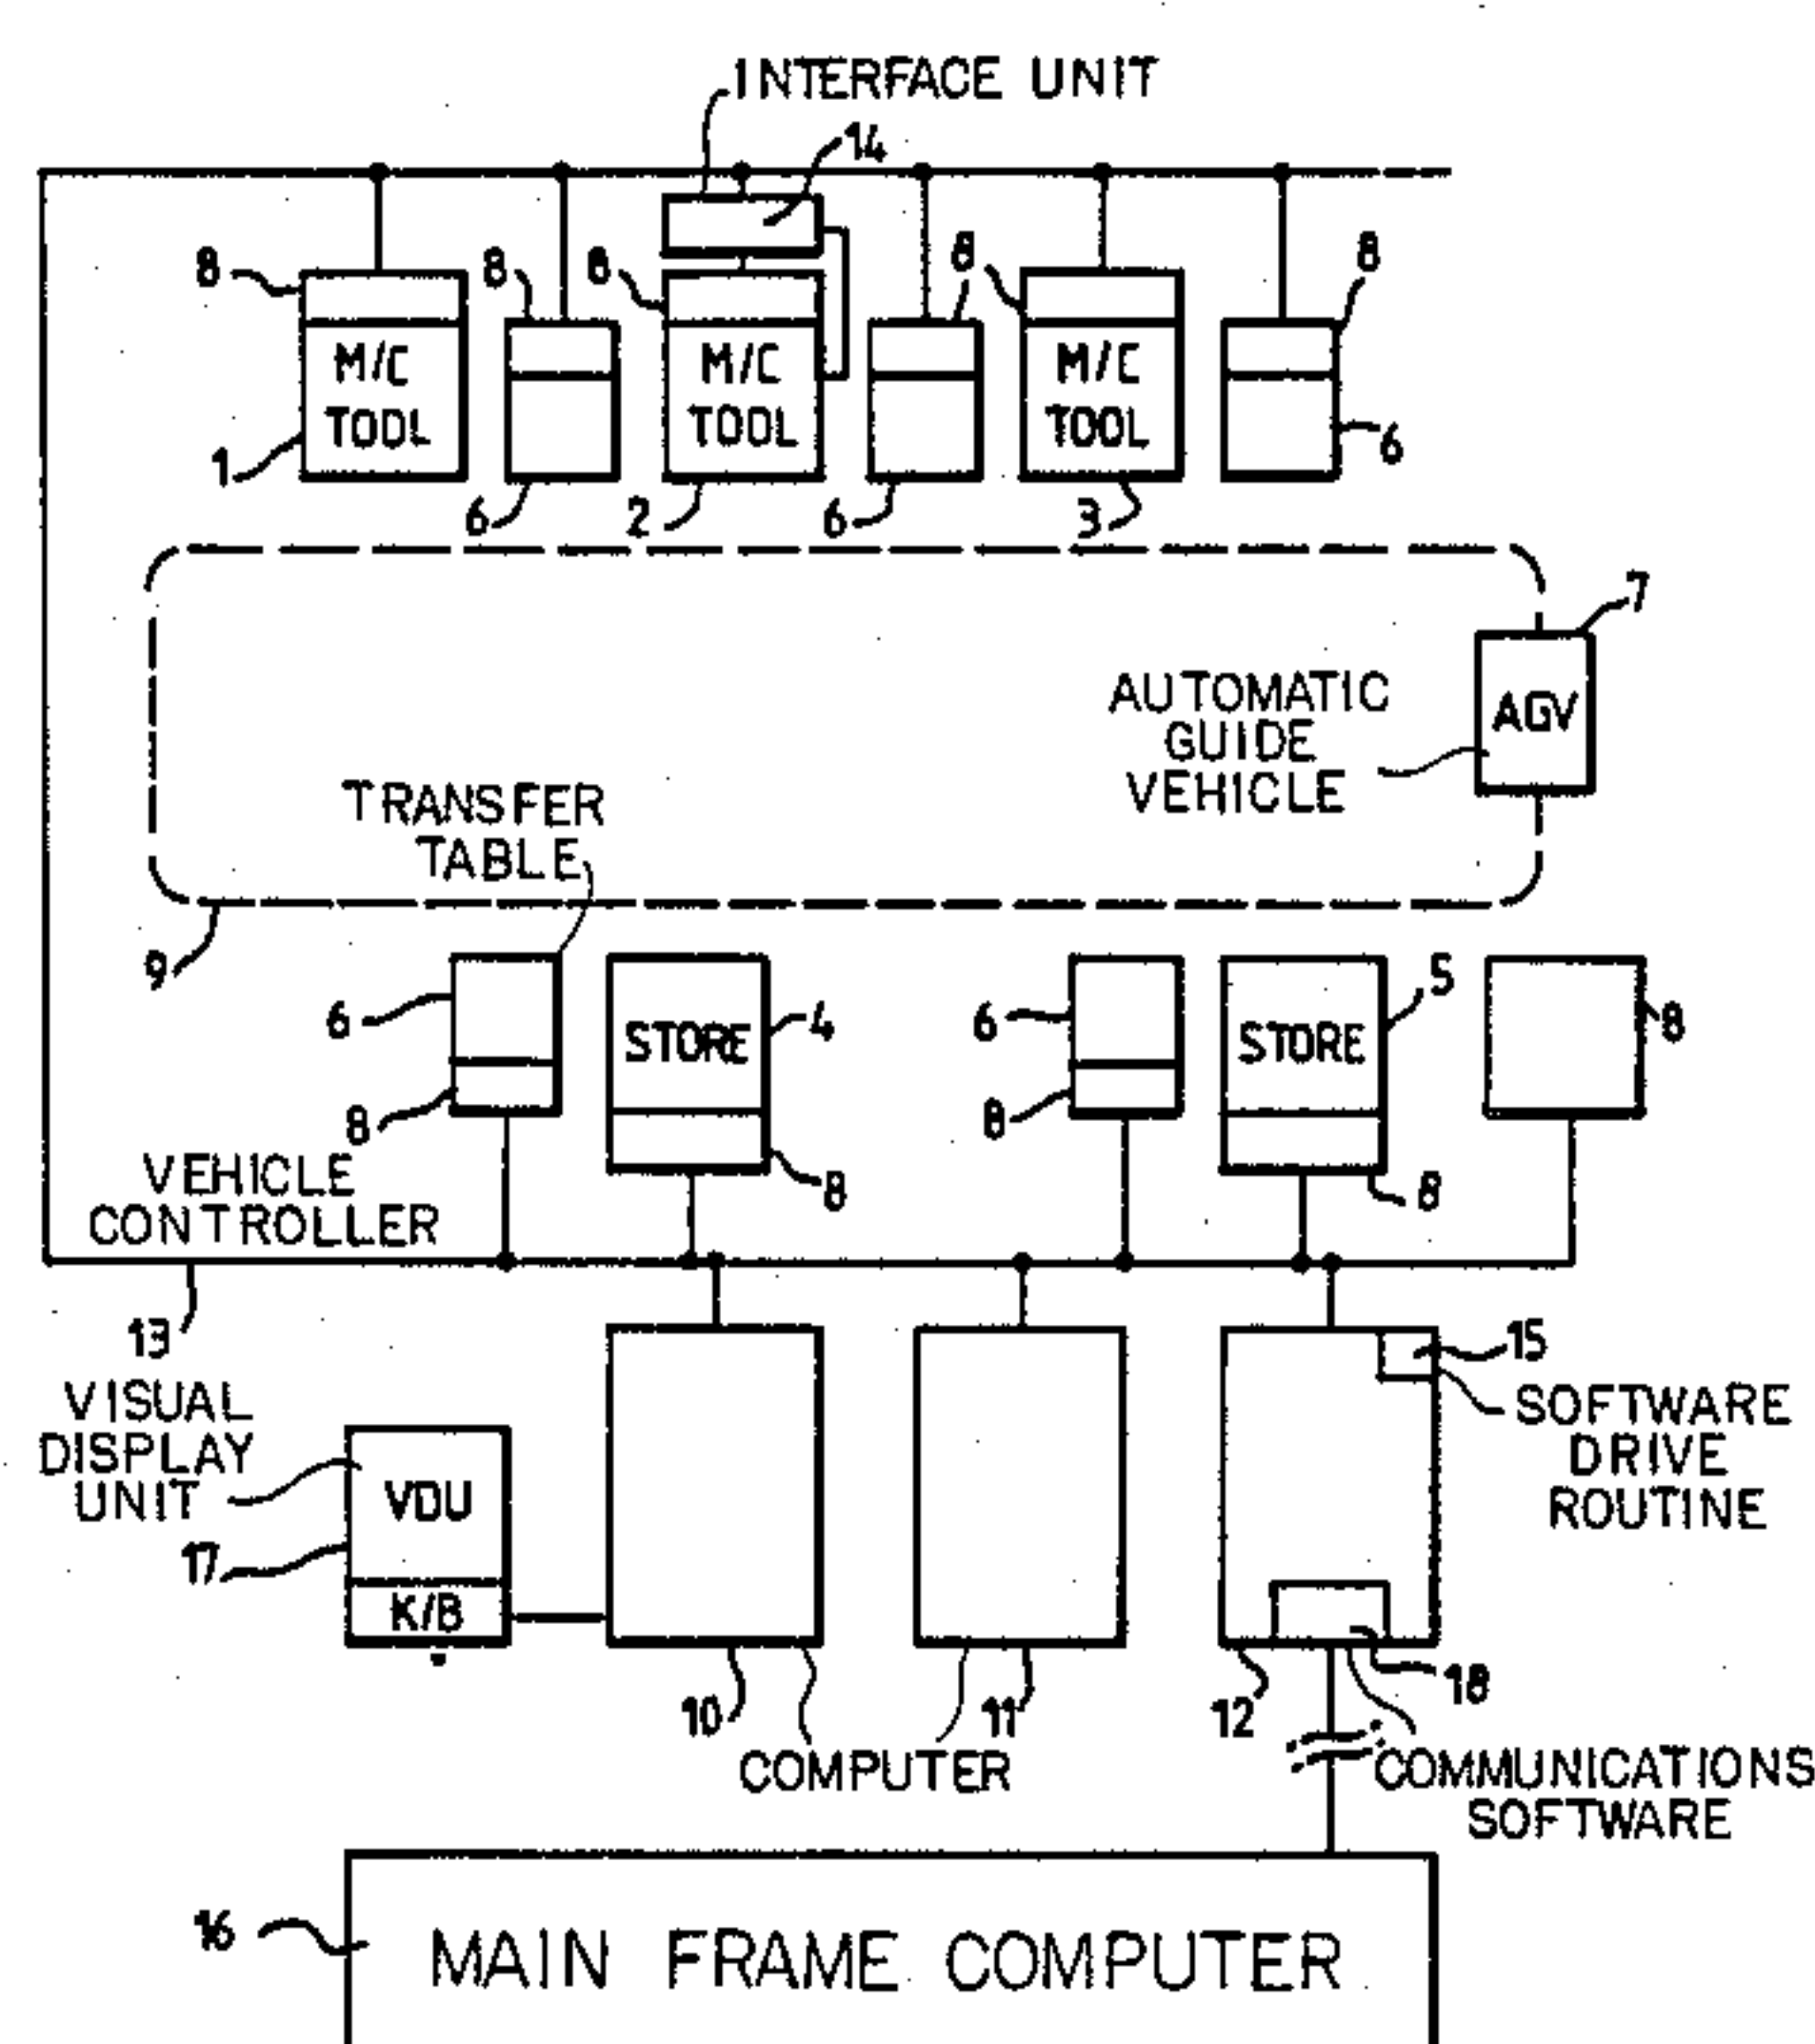 INTERFACE UNIT
14
8
8
8
8
8
M/C
TOOL
M/C
TOOL
M/C
TOOL
1
6
6
2
6
3
7
AUTOMATIC
GUIDE
VEHICLE
AGV
TRANSFER
TABLE
9
6
STORE
4
6
STORE
5
8
8
8
8
8
VEHICLE
CONTROLLER
13
15
VISUAL
DISPLAY
UNIT
SOFTWARE
DRIVE
ROUTINE
VDU
17
K/B
10
11
12
18
COMPUTER
COMMUNICATIONS
SOFTWARE
16
MAIN FRAME COMPUTER